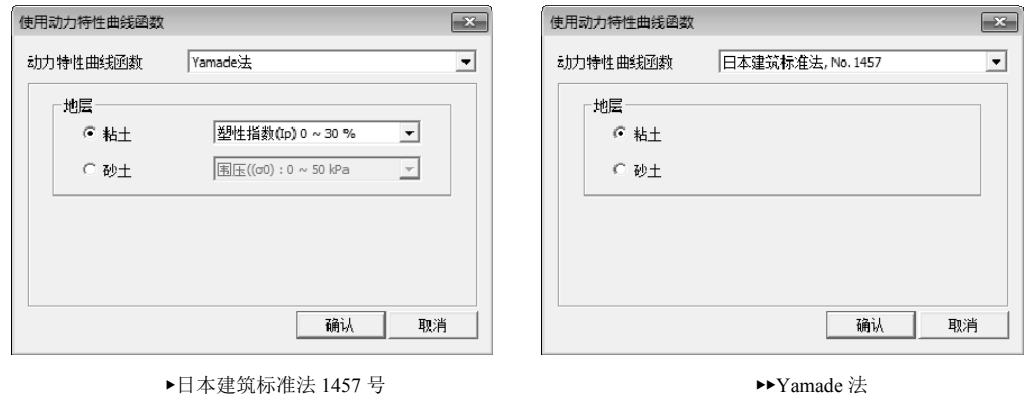 使用动力特性曲线函数
动力特性曲线函数 Yamade法
地层
粘土 塑性指数(Ip) 0 ~ 30 %
砂土 围压((σ0) : 0 ~ 50 kPa
确认 取消
▶日本建筑标准法 1457 号
使用动力特性曲线函数
动力特性曲线函数 日本建筑标准法, No. 1457
地层
粘土
砂土
确认 取消
▶▶Yamade 法